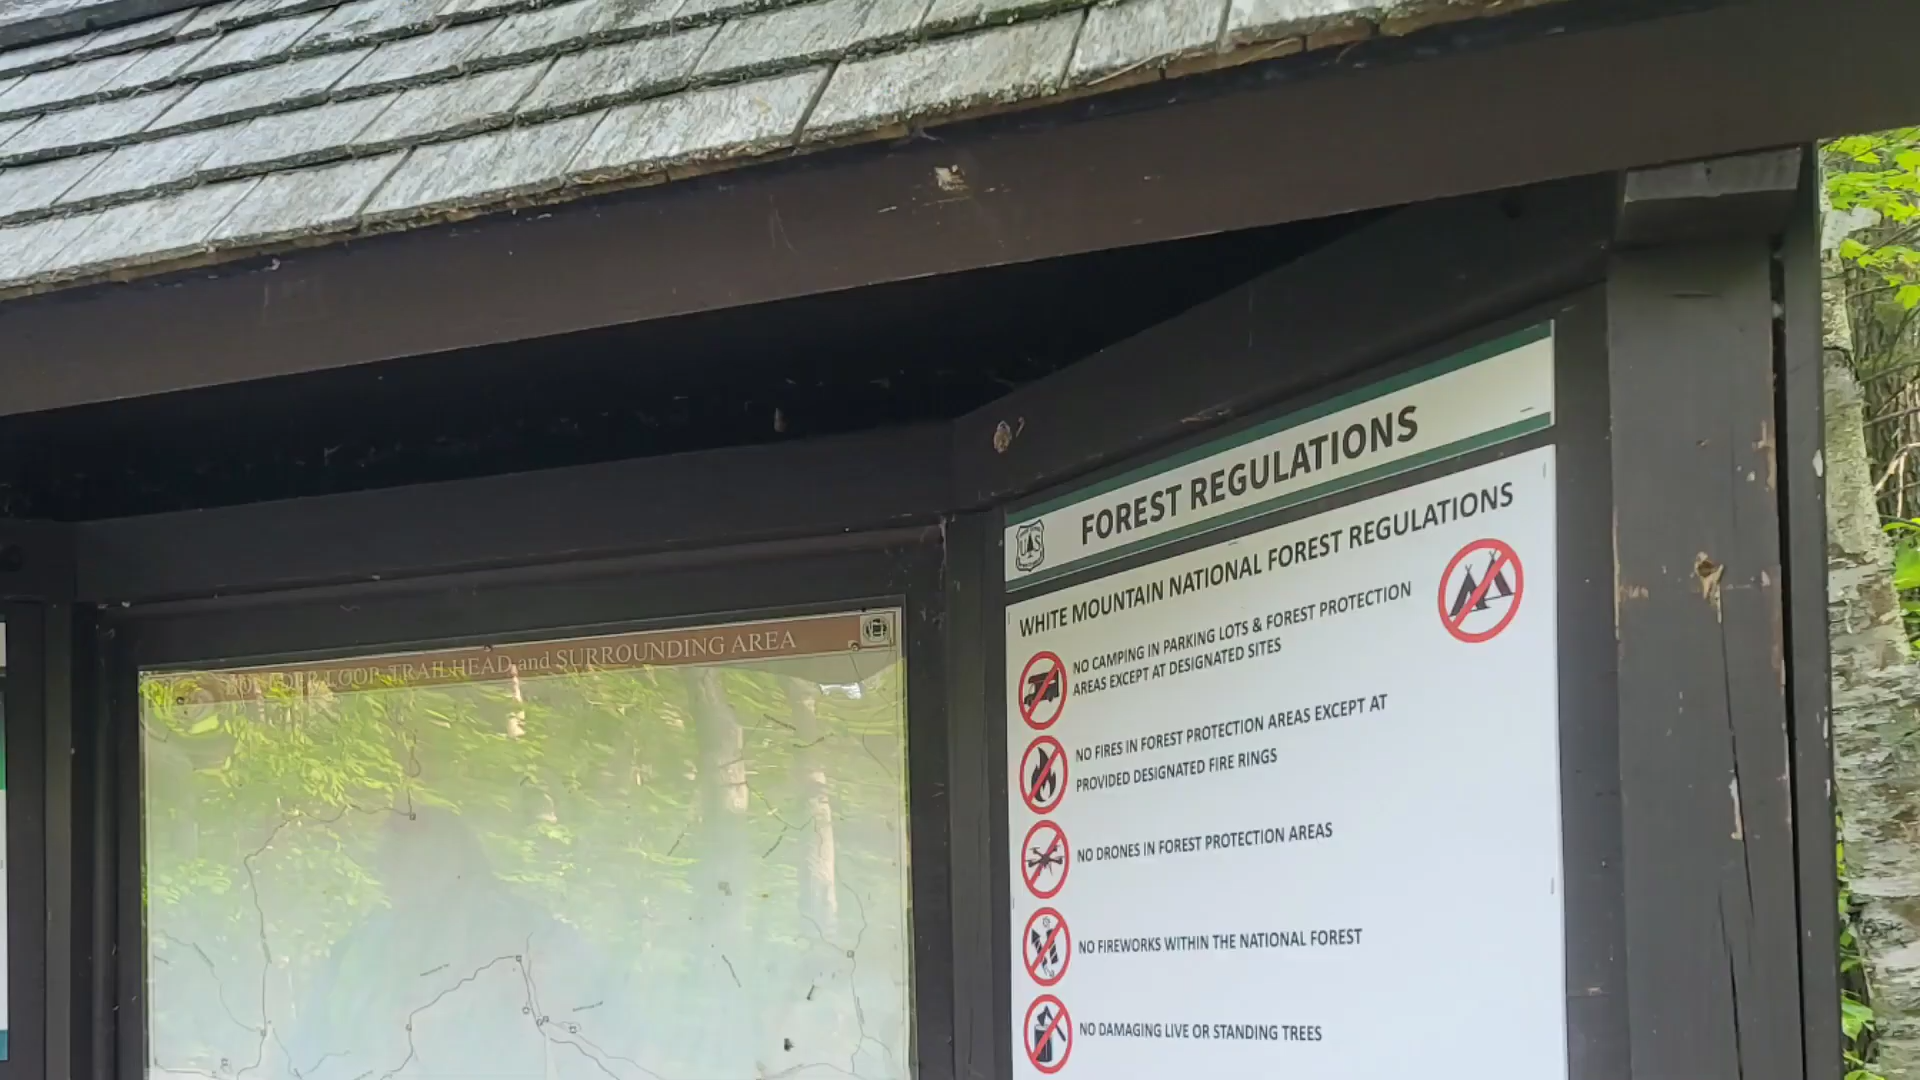 BOULDER LOOP TRAILHEAD and SURROUNDING AREA
FOREST REGULATIONS
US
WHITE MOUNTAIN NATIONAL FOREST REGULATIONS
NO CAMPING IN PARKING LOTS & FOREST PROTECTION
AREAS EXCEPT AT DESIGNATED SITES
NO FIRES IN FOREST PROTECTION AREAS EXCEPT AT
PROVIDED DESIGNATED FIRE RINGS
NO DRONES IN FOREST PROTECTION AREAS
NO FIREWORKS WITHIN THE NATIONAL FOREST
NO DAMAGING LIVE OR STANDING TREES